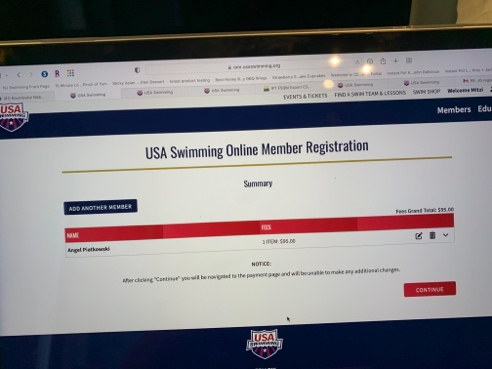 omr.usaswimming.org
USA Swimming
USA Swimming
USA Swimming
USA Swimming
EVENTS & TICKETS FIND A SWIM TEAM & LESSONS SWIM SHOP Welcome Mitzi
USA
SWIMMING
Members Edu
USA Swimming Online Member Registration
Summary
ADD ANOTHER MEMBER
Fees Grand Total: $95.00
NAME FEES
Angel Piatkowski 1 ITEM: $95.00
NOTICE:
After clicking "Continue" you will be navigated to the payment page and will be unable to make any additional changes.
CONTINUE
USA
SWIMMING